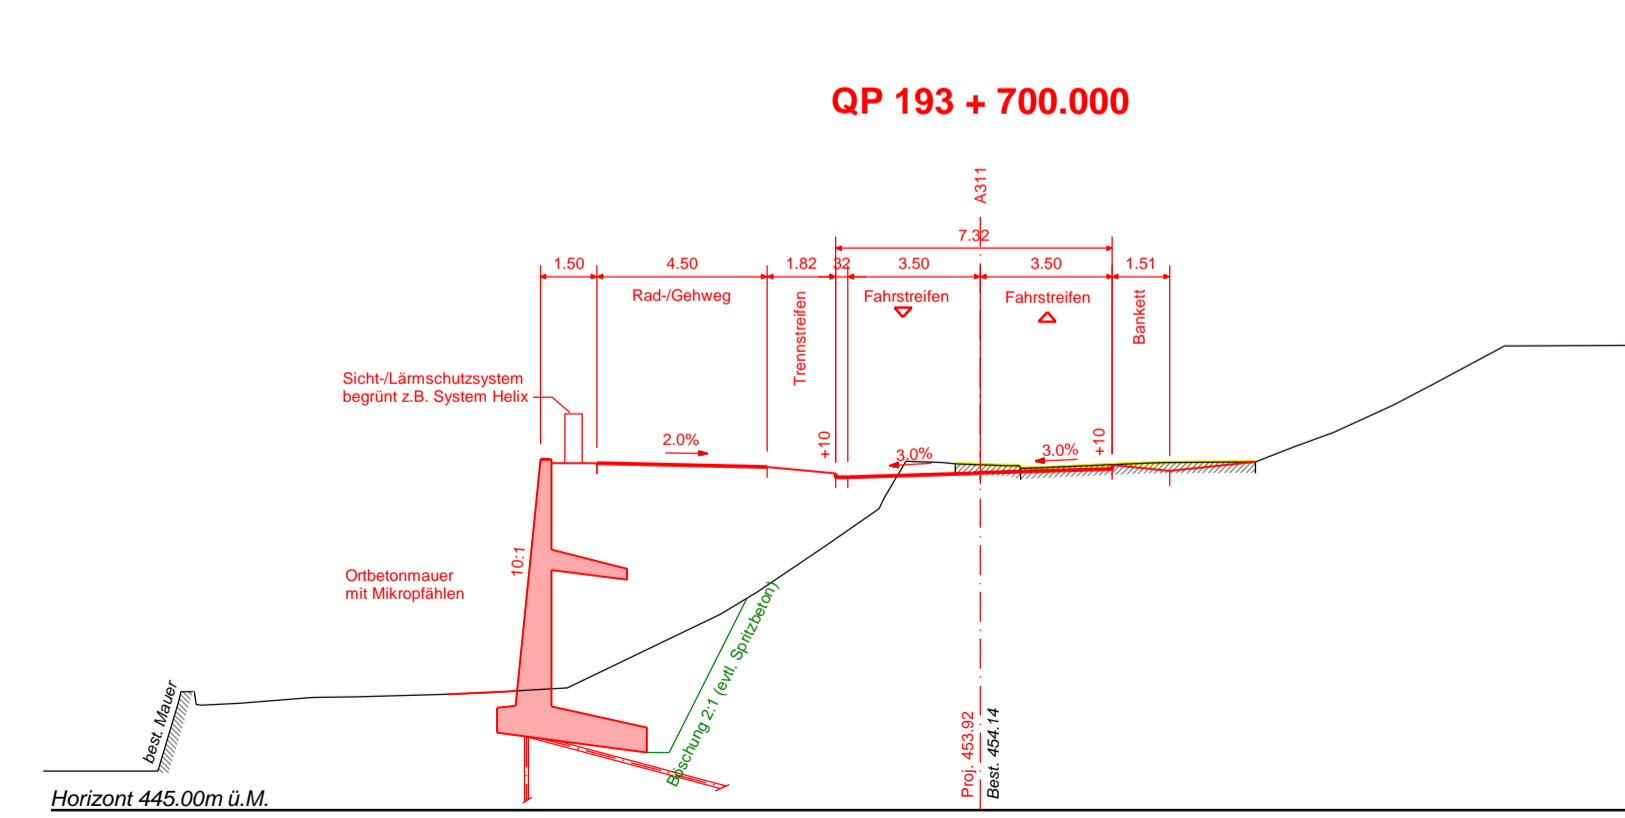 QP 193 + 700.000
A311
7.32
1.50
4.50
1.82
32
3.50
3.50
1.51
Rad-/Gehweg
Trennstreifen
Fahrstreifen
Fahrstreifen
Bankett
Sicht-/Lärmschutzsystem
begrünt z.B. System Helix
2.0%
+10
3.0%
3.0%
+10
10:1
Ortbetonmauer
mit Mikropfählen
Böschung 2:1 (evtl. Spritzbeton)
best. Mauer
Proj. 453.92
Best. 454.14
Horizont 445.00m ü.M.